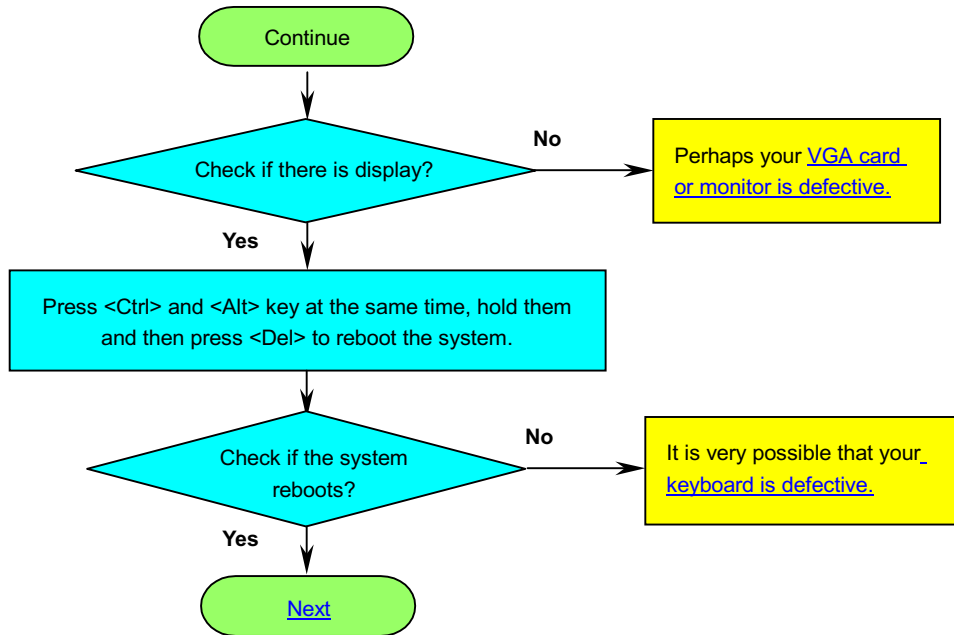 Continue
Check if there is display?
No
Perhaps your VGA card
or monitor is defective.
Yes
Press <Ctrl> and <Alt> key at the same time, hold them
and then press <Del> to reboot the system.
Check if the system
reboots?
No
It is very possible that your
keyboard is defective.
Yes
Next